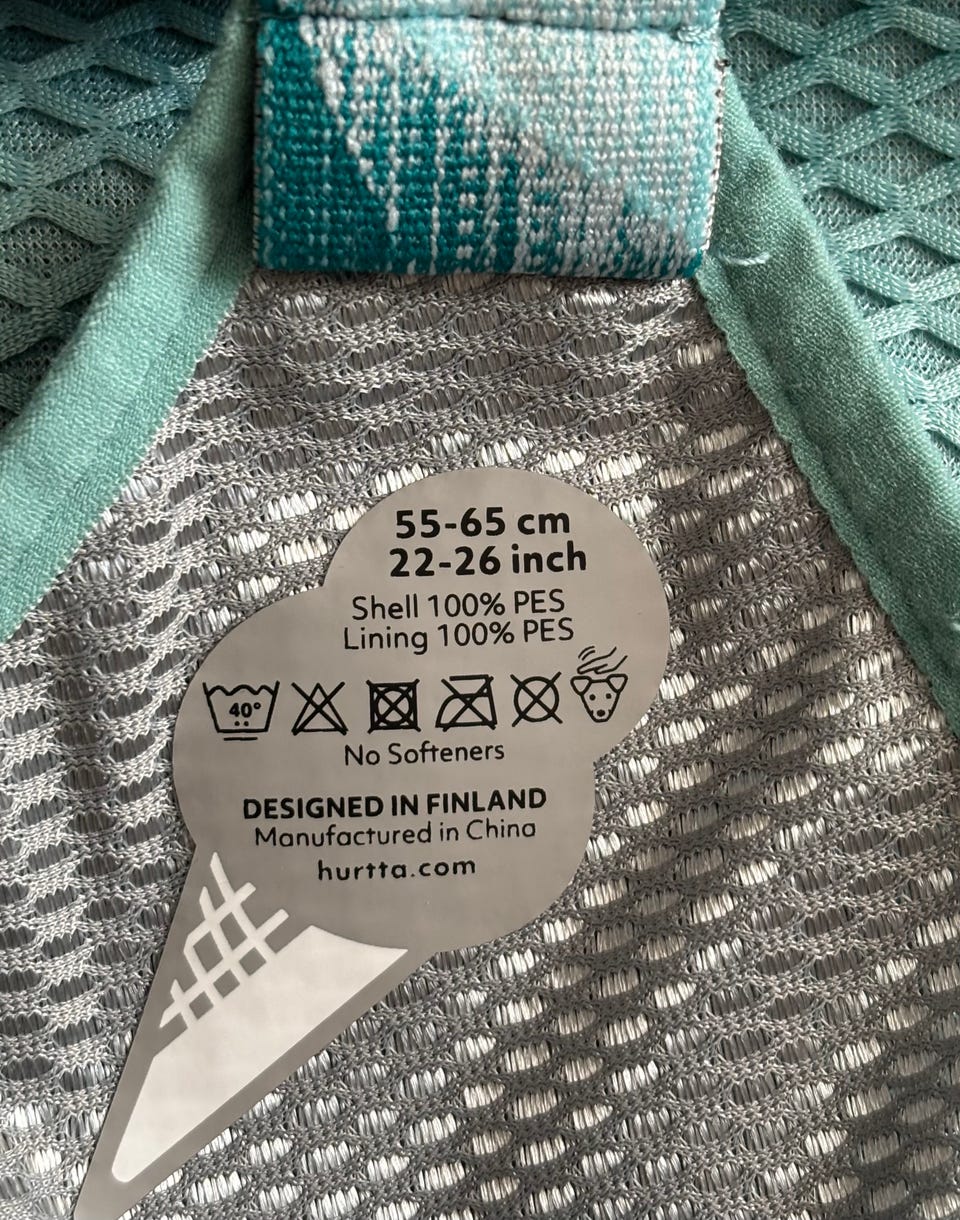 55-65 cm
22-26 inch
Shell 100% PES
Lining 100% PES
40°
No Softeners
DESIGNED IN FINLAND
Manufactured in China
hurtta.com